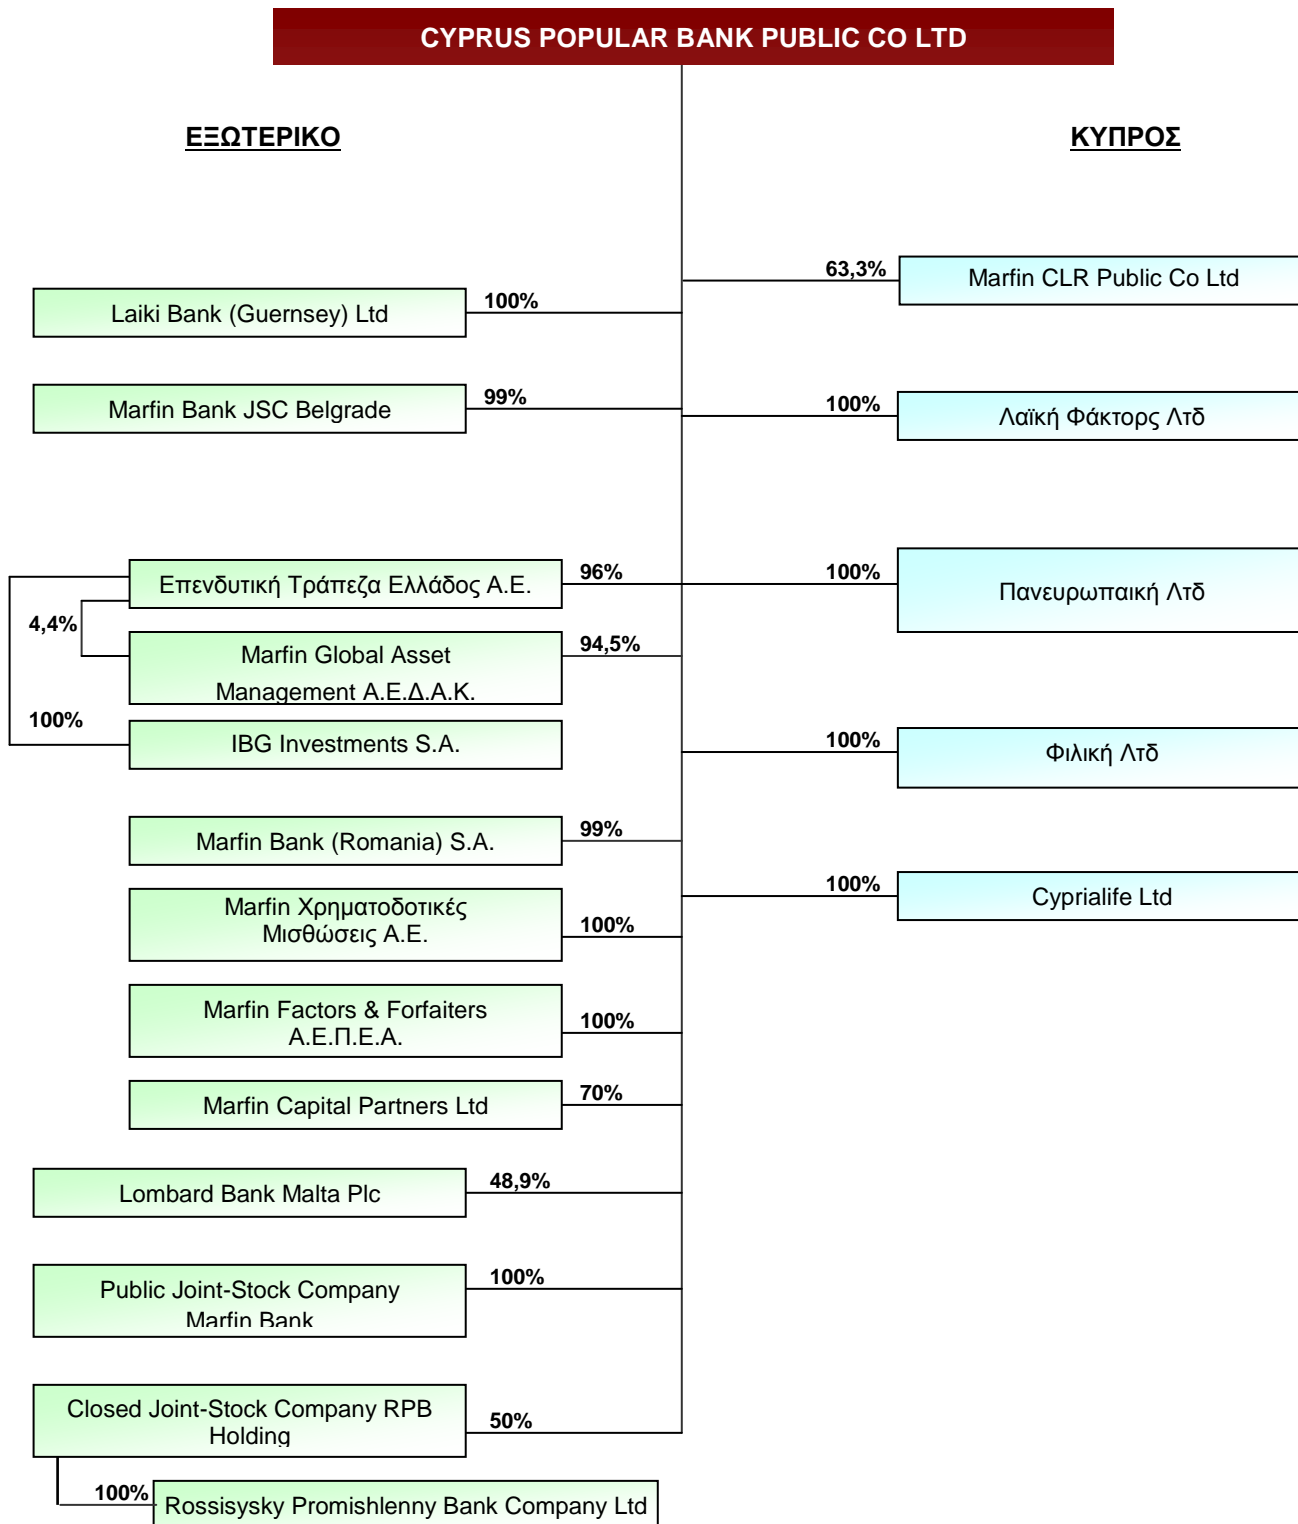 CYPRUS POPULAR BANK PUBLIC CO LTD
ΕΞΩΤΕΡΙΚΟ
ΚΥΠΡΟΣ
63,3%
Marfin CLR Public Co Ltd
Laiki Bank (Guernsey) Ltd
100%
Marfin Bank JSC Belgrade
99%
100%
Λαϊκή Φάκτορς Λτδ
Επενδυτική Τράπεζα Ελλάδος Α.Ε.
96%
100%
Πανευρωπαική Λτδ
4,4%
Marfin Global Asset
Management Α.Ε.Δ.Α.Κ.
94,5%
100%
IBG Investments S.A.
100%
Φιλική Λτδ
Marfin Bank (Romania) S.A.
99%
100%
Cyprialife Ltd
Marfin Χρηματοδοτικές
Μισθώσεις Α.Ε.
100%
Marfin Factors & Forfaiters
Α.Ε.Π.Ε.Α.
100%
Marfin Capital Partners Ltd
70%
Lombard Bank Malta Plc
48,9%
Public Joint-Stock Company
Marfin Bank
100%
Closed Joint-Stock Company RPB
Holding
50%
100%
Rossisysky Promishlenny Bank Company Ltd